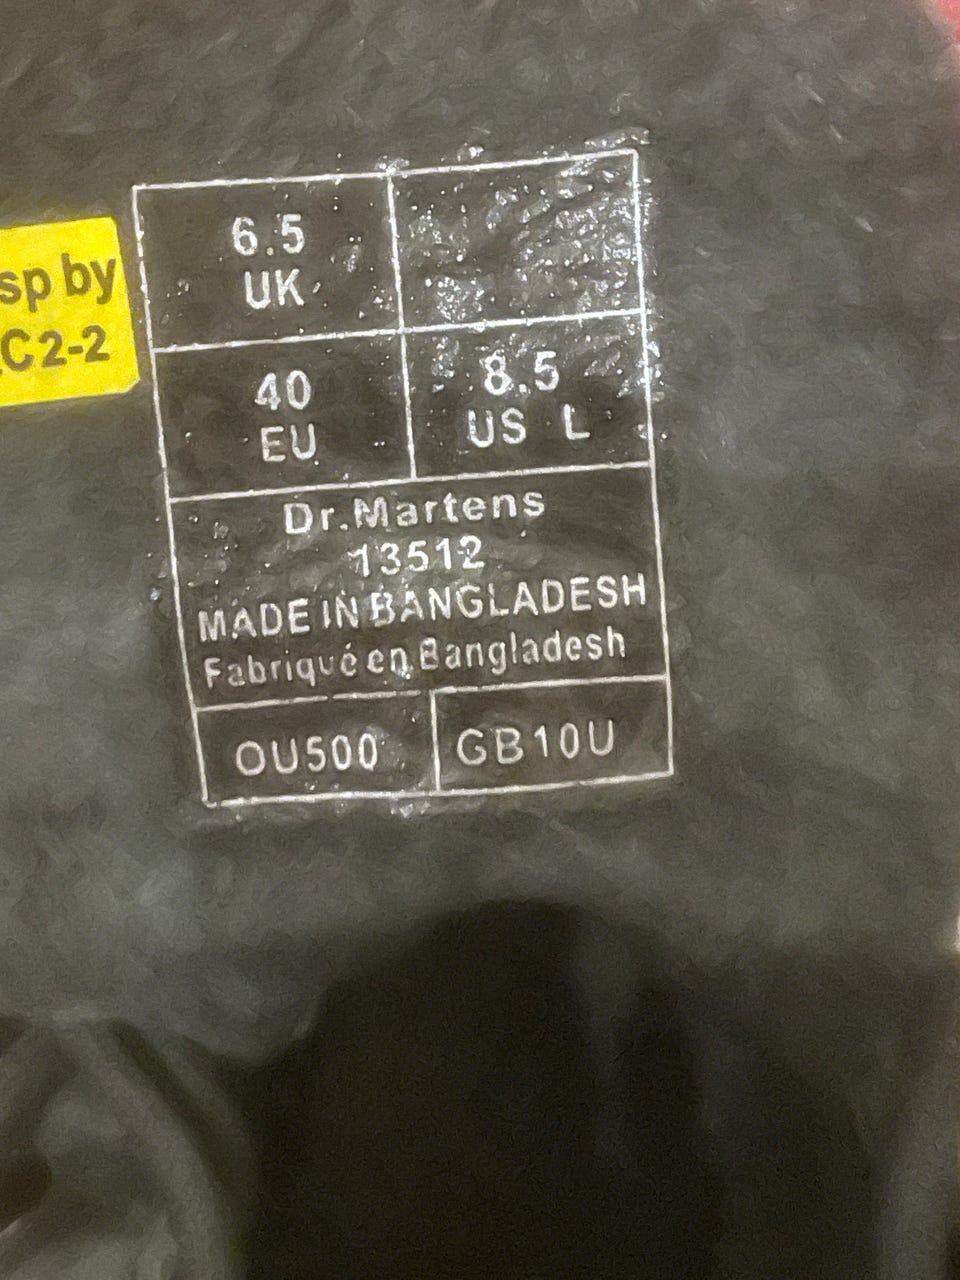 sp by
C2-2
6.5
UK
40
EU
8.5
US L
Dr.Martens
13512
MADE IN BANGLADESH
Fabriqué en Bangladesh
OU500
GB10U